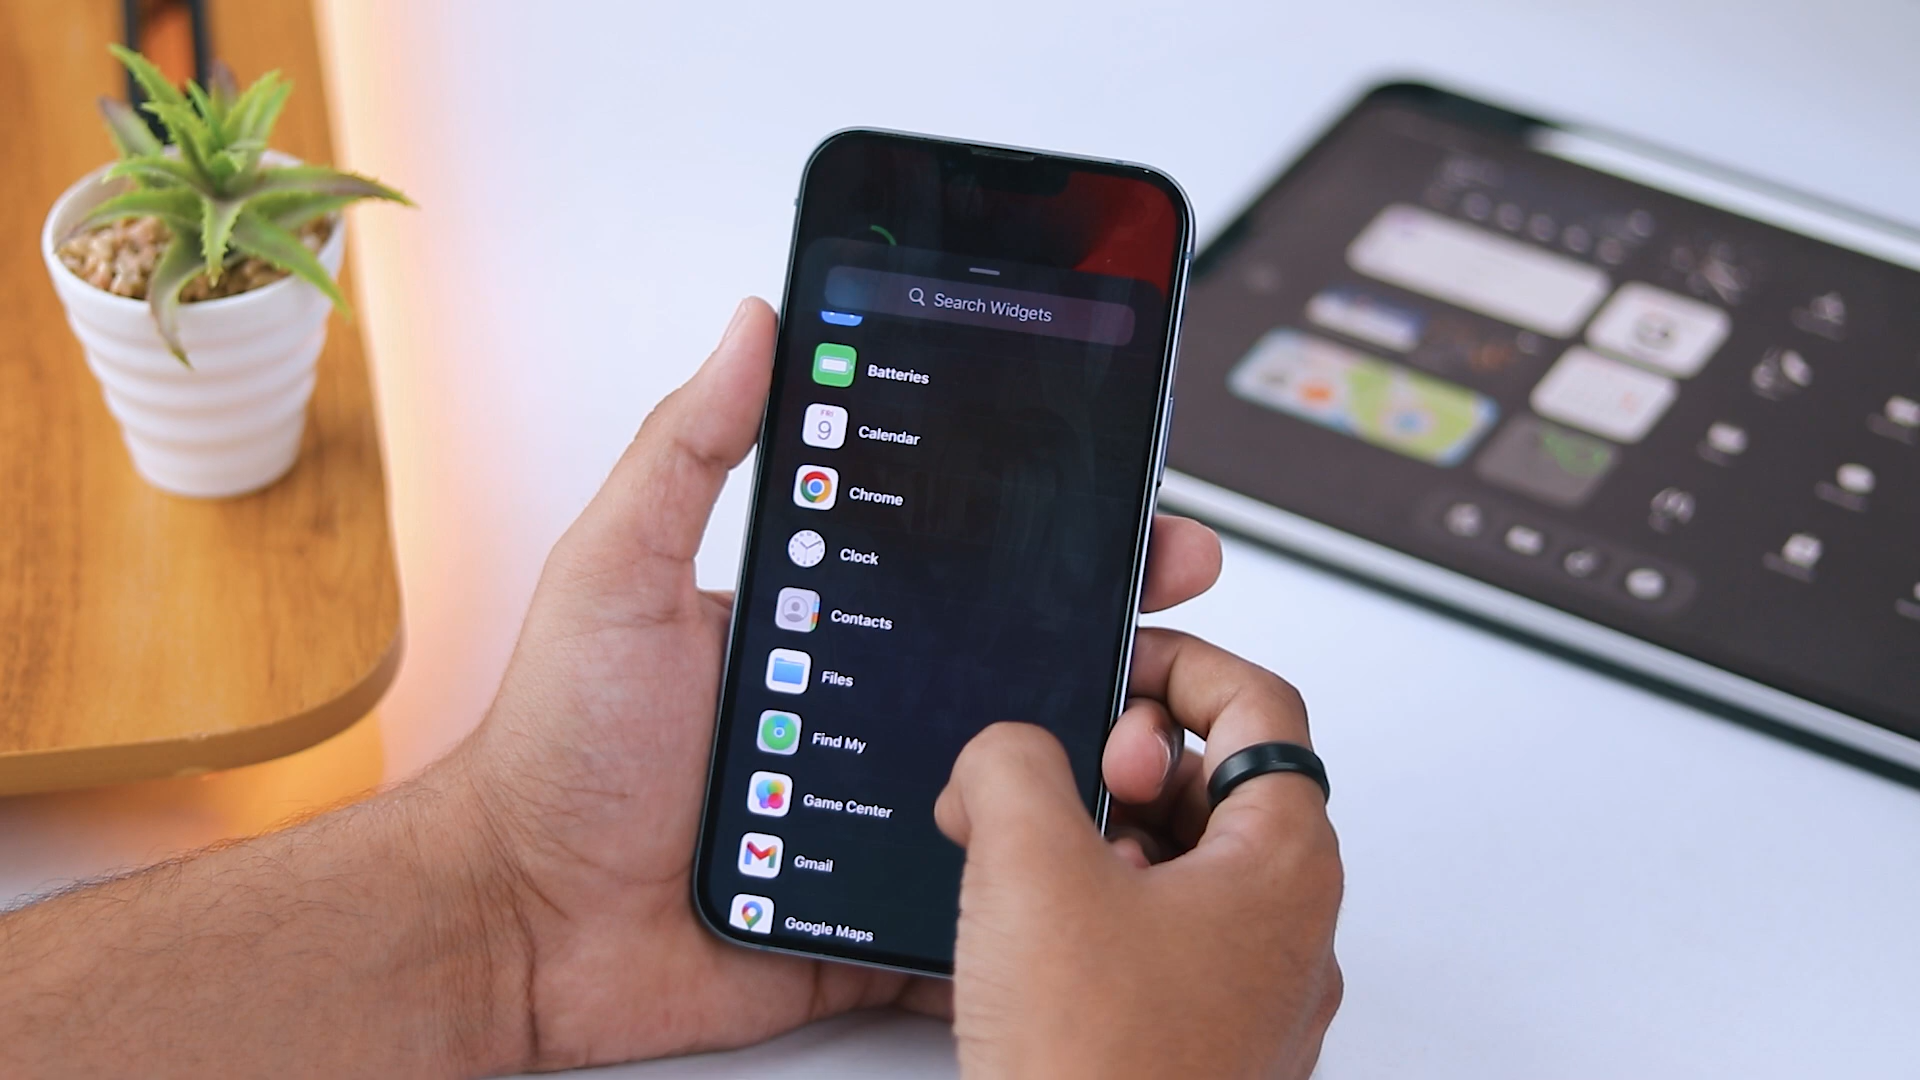 Search Widgets
Batteries
FRI
9
Calendar
Chrome
Clock
Contacts
Files
Find My
Game Center
Gmail
Google Maps